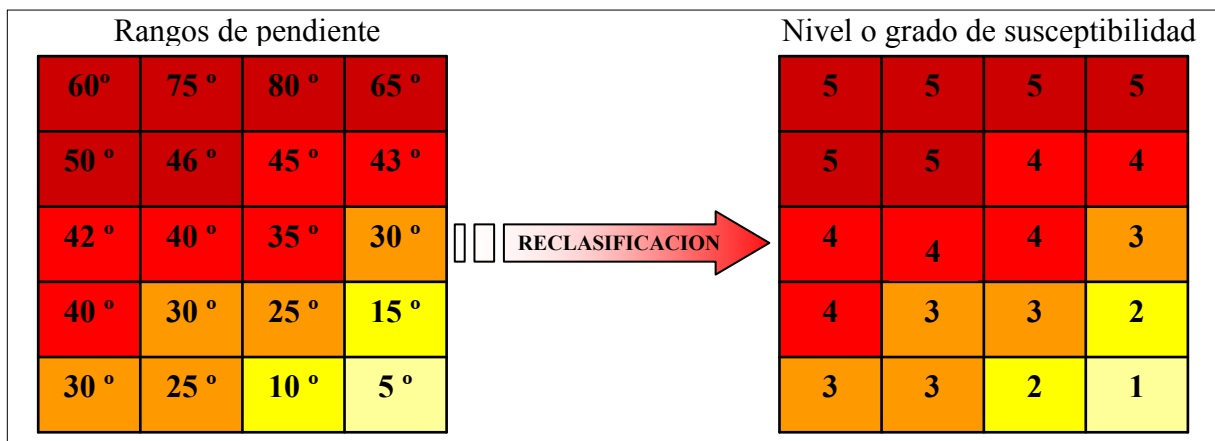 Rangos de pendiente
Nivel o grado de susceptibilidad
60º 75 º 80 º 65 º
50 º 46 º 45 º 43 º
42 º 40 º 35 º 30 º
40 º 30 º 25 º 15 º
30 º 25 º 10 º 5 º
RECLASIFICACION
5 5 5 5
5 5 4 4
4 4 4 3
4 3 3 2
3 3 2 1